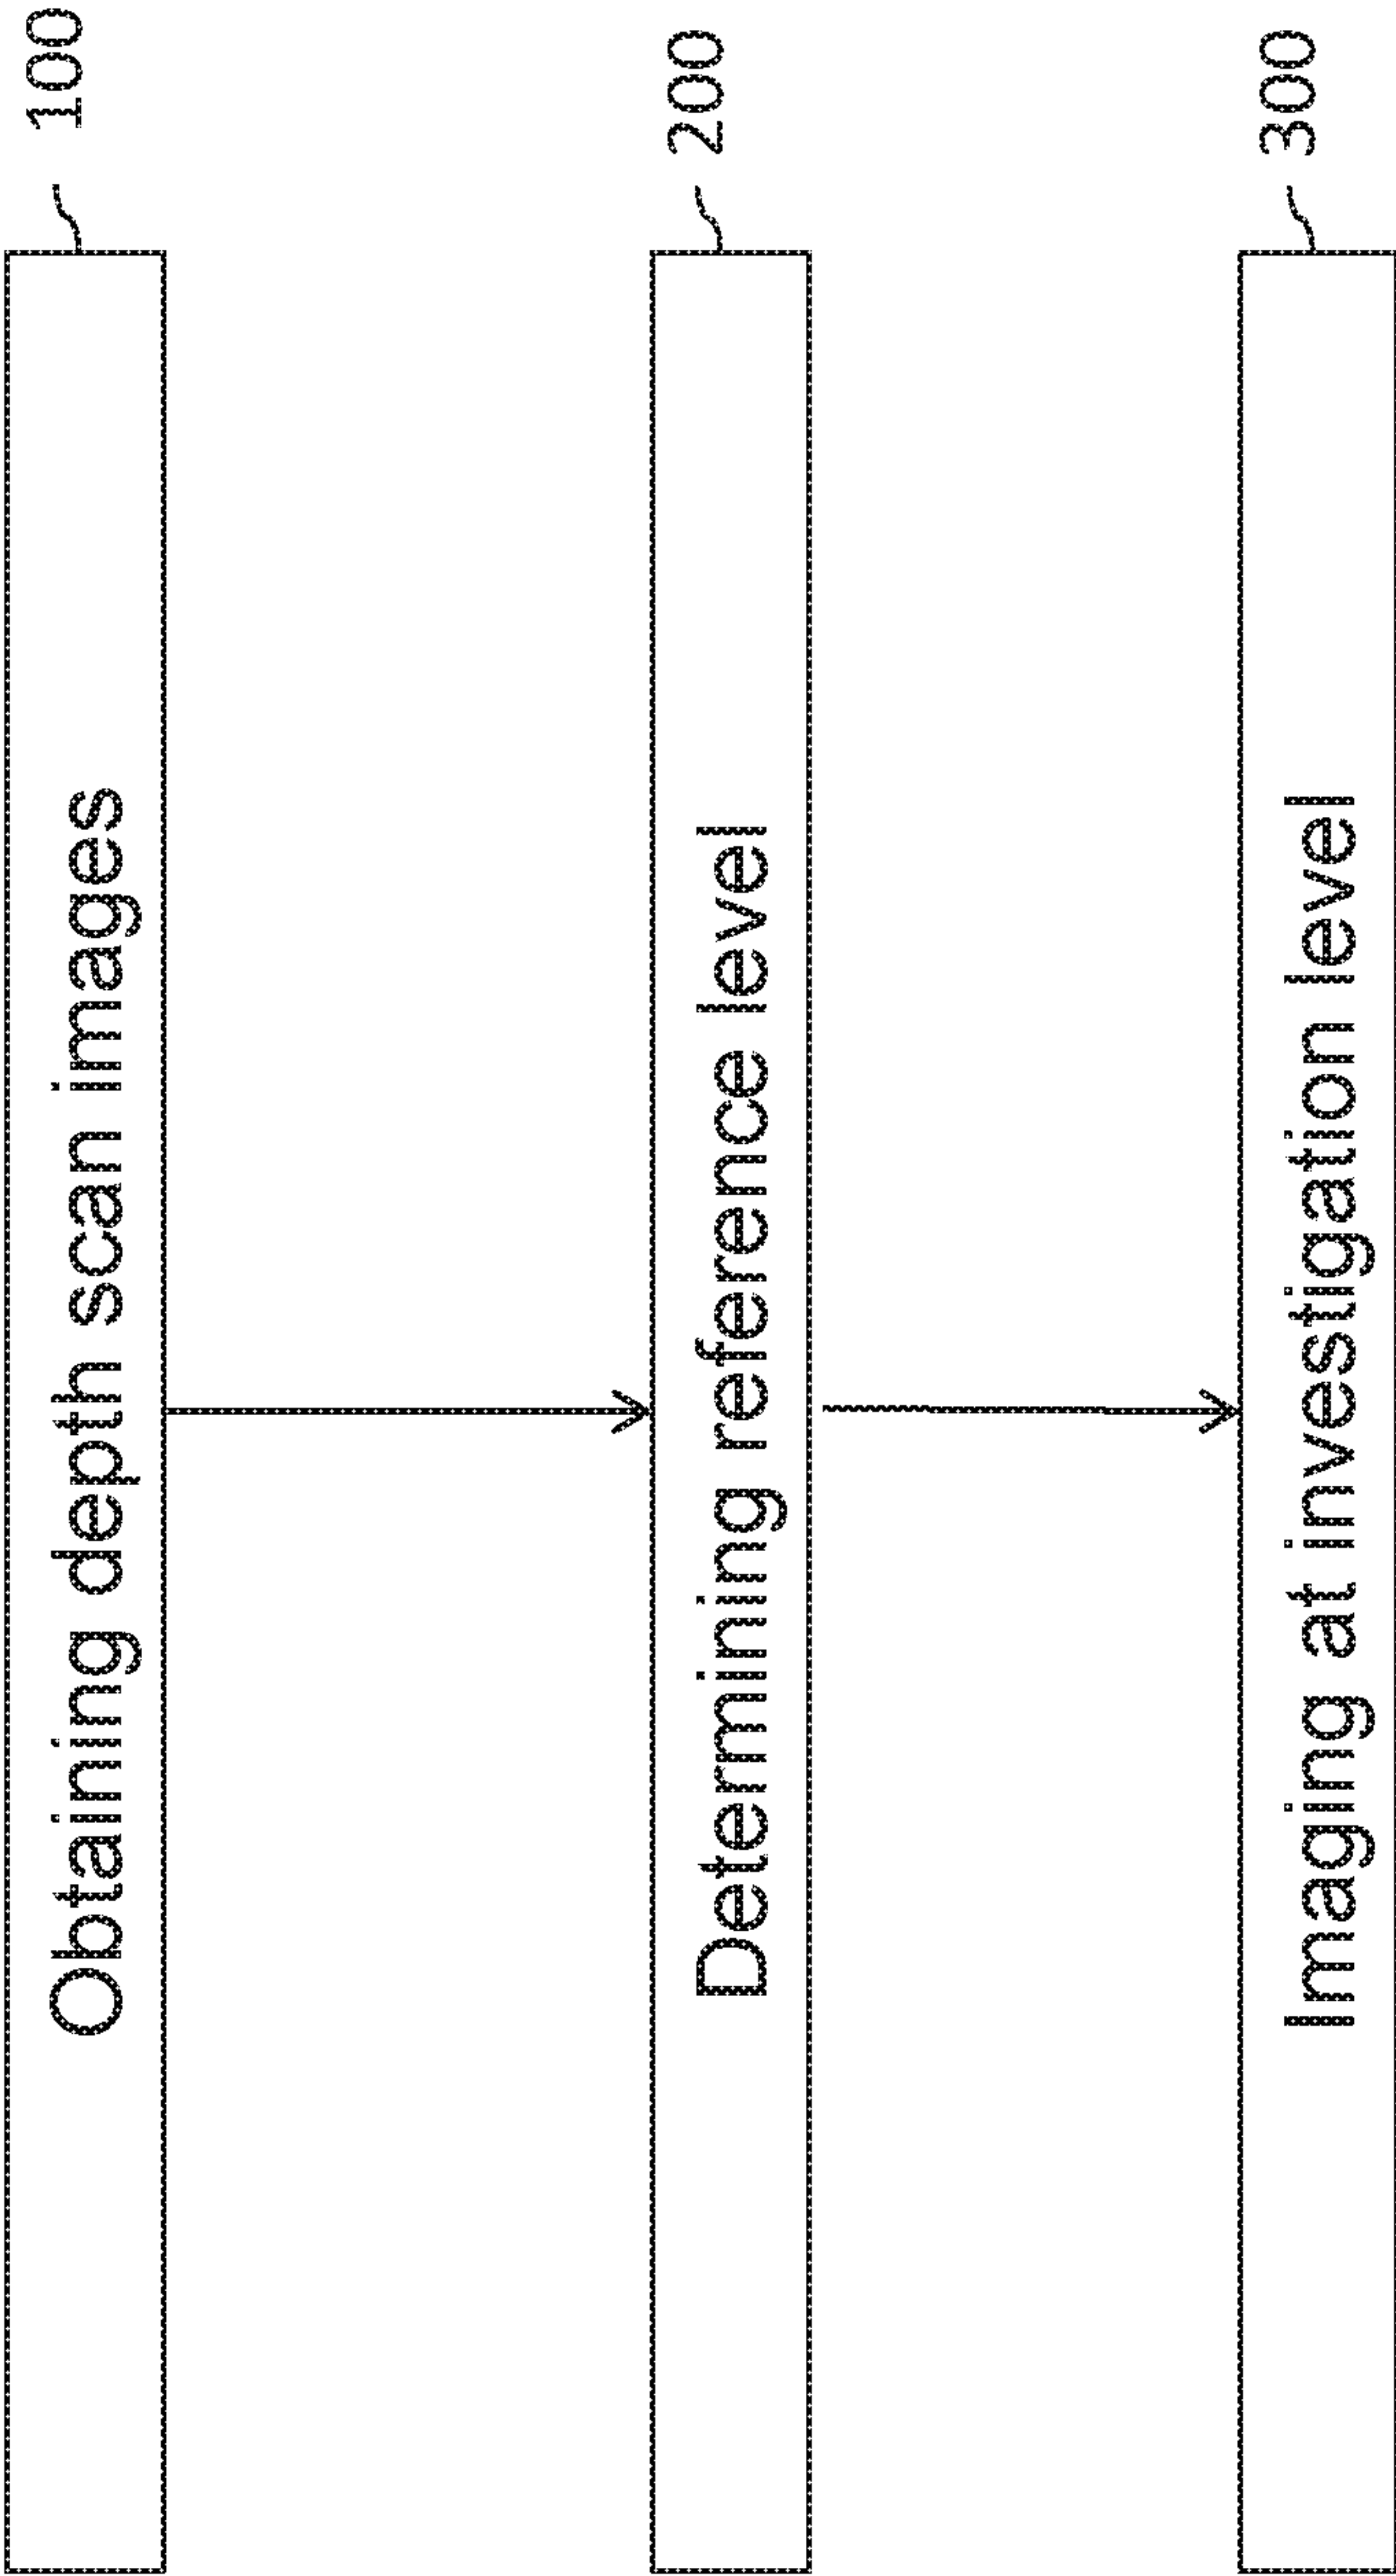 Obtaining depth scan images
100
Determining reference level
200
Imaging at investigation level
300